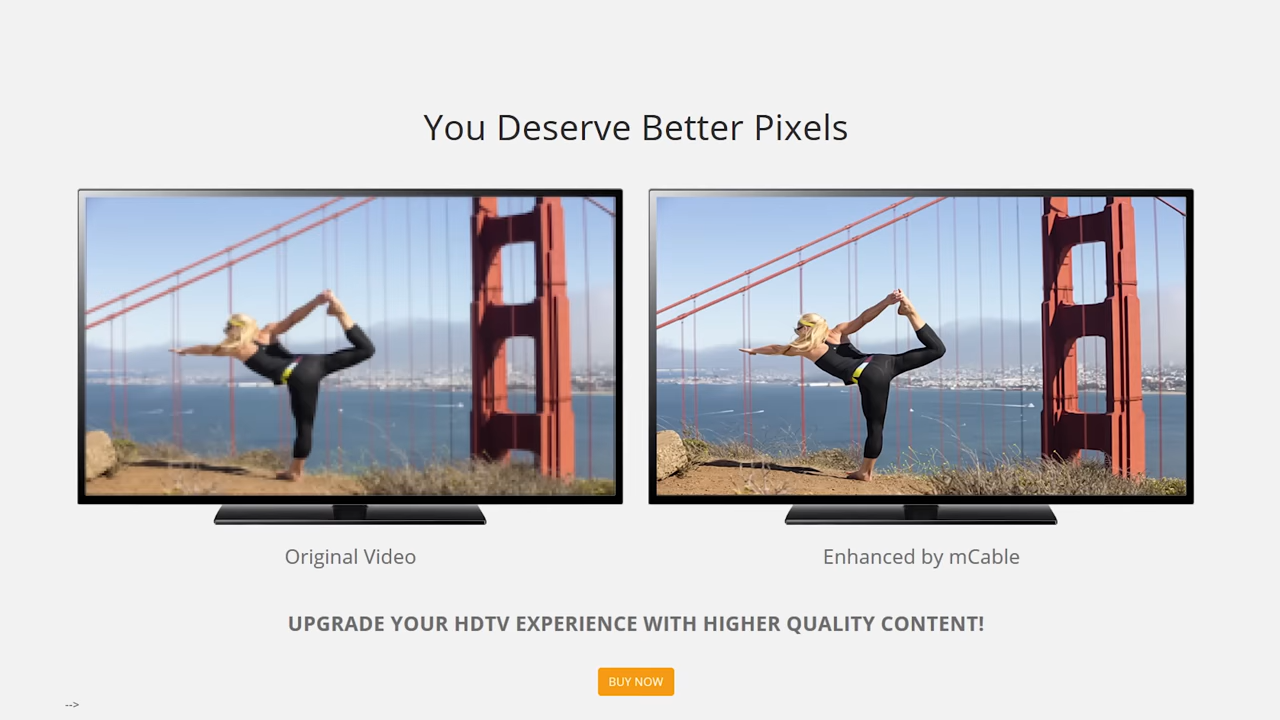 You Deserve Better Pixels
Original Video
Enhanced by mCable
UPGRADE YOUR HDTV EXPERIENCE WITH HIGHER QUALITY CONTENT!
BUY NOW
-->